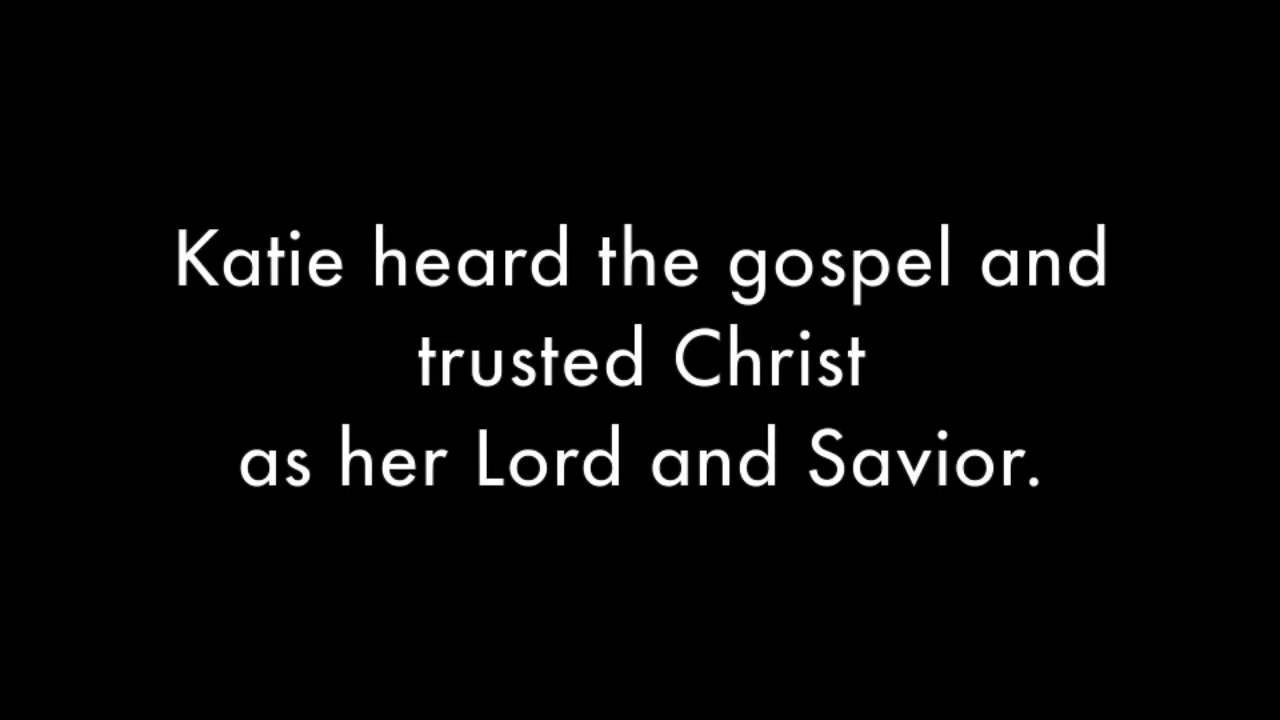 Katie heard the gospel and
trusted Christ
as her Lord and Savior.